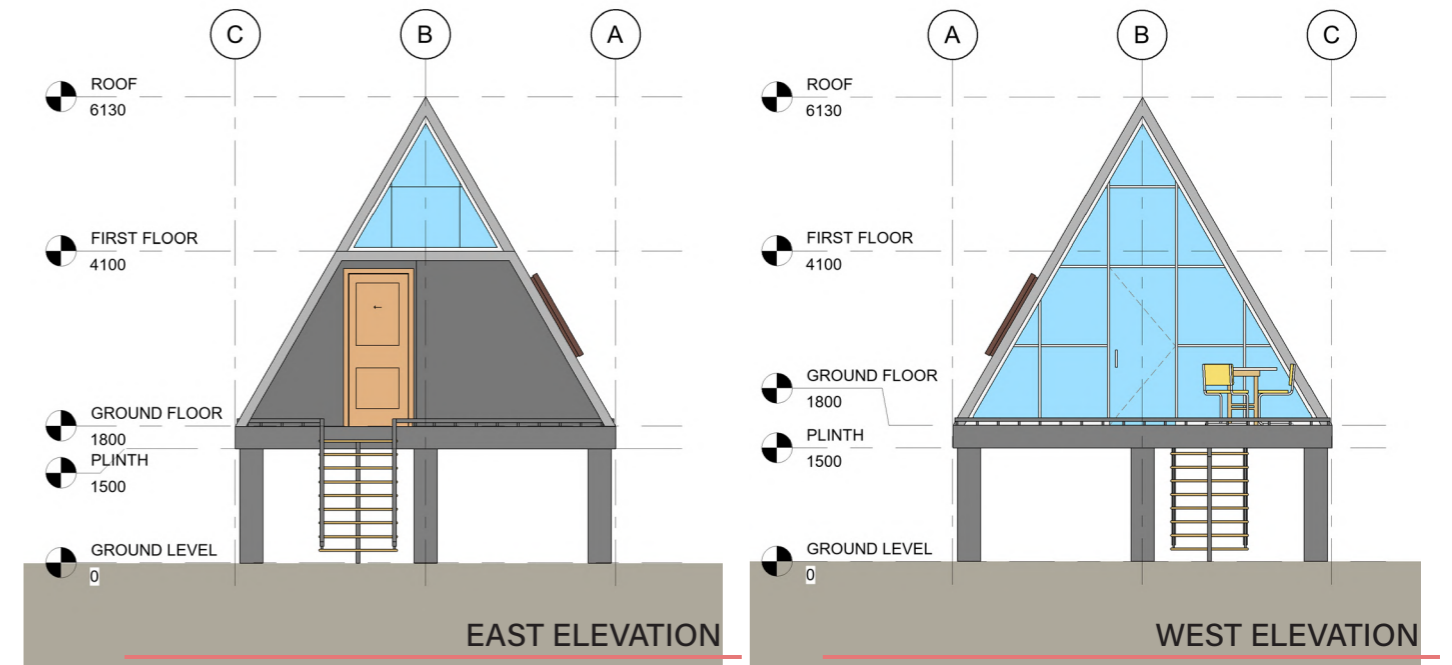 C
B
A
ROOF
6130
FIRST FLOOR
4100
GROUND FLOOR
1800
PLINTH
1500
GROUND LEVEL
0
EAST ELEVATION
A
B
C
ROOF
6130
FIRST FLOOR
4100
GROUND FLOOR
1800
PLINTH
1500
GROUND LEVEL
0
WEST ELEVATION